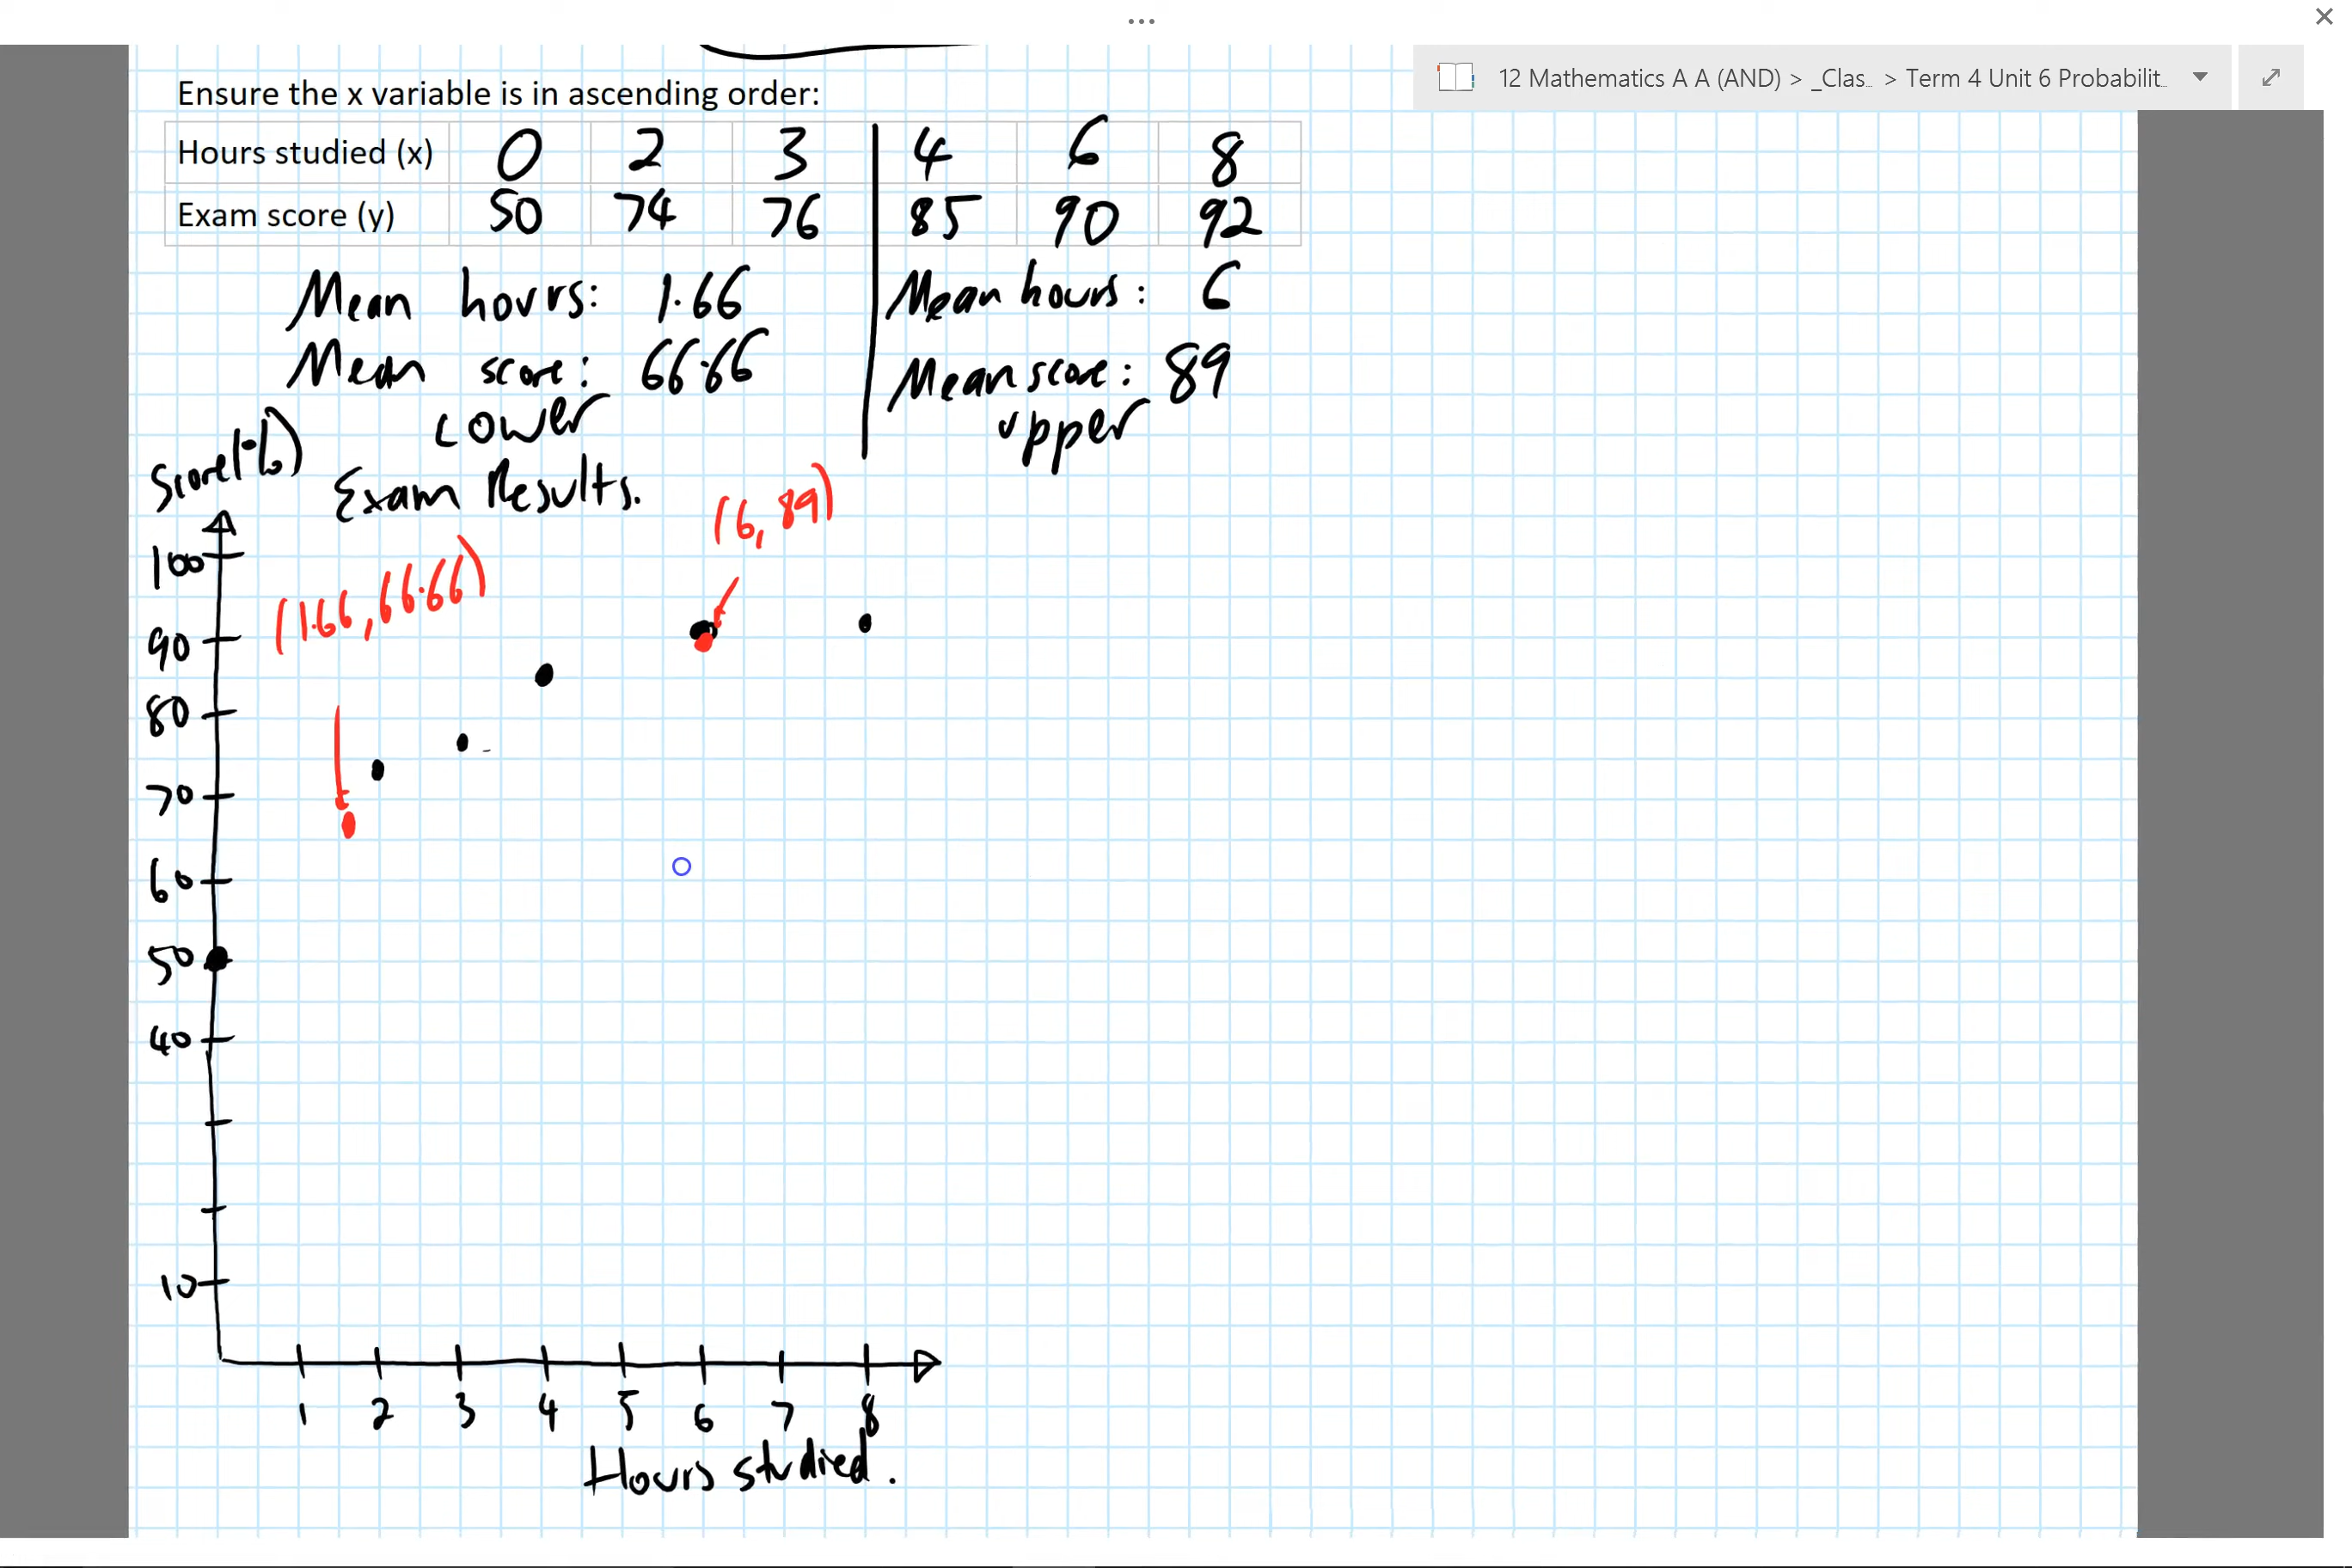 12 Mathematics A A (AND) > _Clas... > Term 4 Unit 6 Probabilit...
Ensure the x variable is in ascending order:
Hours studied (x) 0 2 3 4 6 8
Exam score (y) 50 74 76 85 90 92
Mean hours: 1.66 Mean hours: 6
Mean score: 66.66 Mean score: 89
Lower upper
Score (%)
Exam Results.
(6, 89)
(1.66, 66.66)
100
90
80
70
60
50
40
10
1 2 3 4 5 6 7 8
Hours studied.